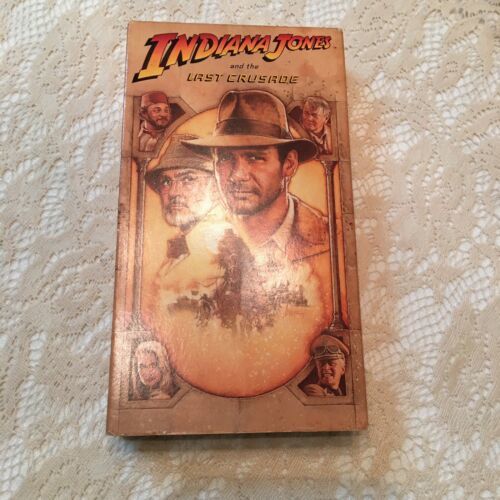 INDIANA JONES
and the
LAST CRUSADE